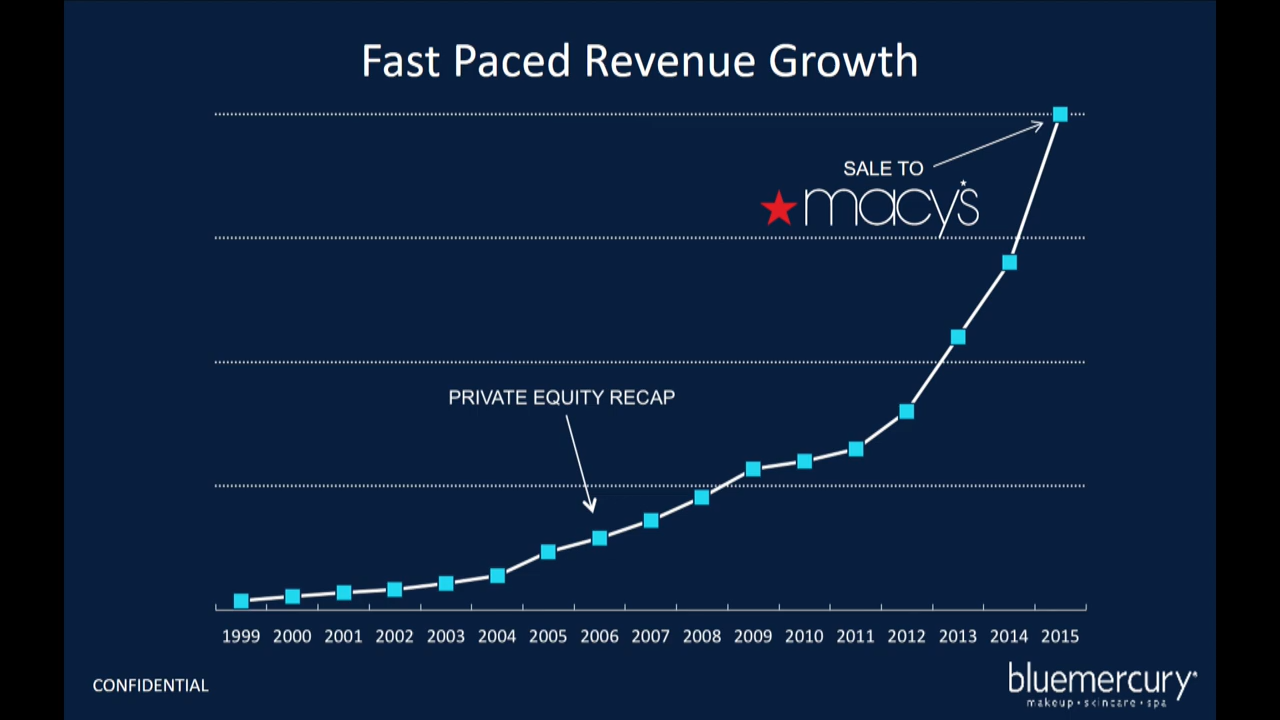 Fast Paced Revenue Growth
SALE TO
macy's
PRIVATE EQUITY RECAP
1999 2000 2001 2002 2003 2004 2005 2006 2007 2008 2009 2010 2011 2012 2013 2014 2015
CONFIDENTIAL
bluemercury
makeup • skincare • spa